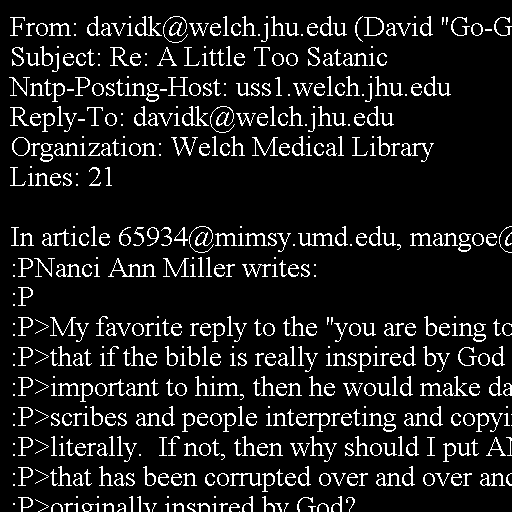 From: davidk@welch.jhu.edu (David "Go-G
Subject: Re: A Little Too Satanic
Nntp-Posting-Host: uss1.welch.jhu.edu
Reply-To: davidk@welch.jhu.edu
Organization: Welch Medical Library
Lines: 21

In article 65934@mimsy.umd.edu, mangoe@
:PNanci Ann Miller writes:
:P
:P>My favorite reply to the "you are being to
:P>that if the bible is really inspired by God
:P>important to him, then he would make da
:P>scribes and people interpreting and copyi
:P>literally.  If not, then why should I put AN
:P>that has been corrupted over and over and
:P>originally inspired by God?